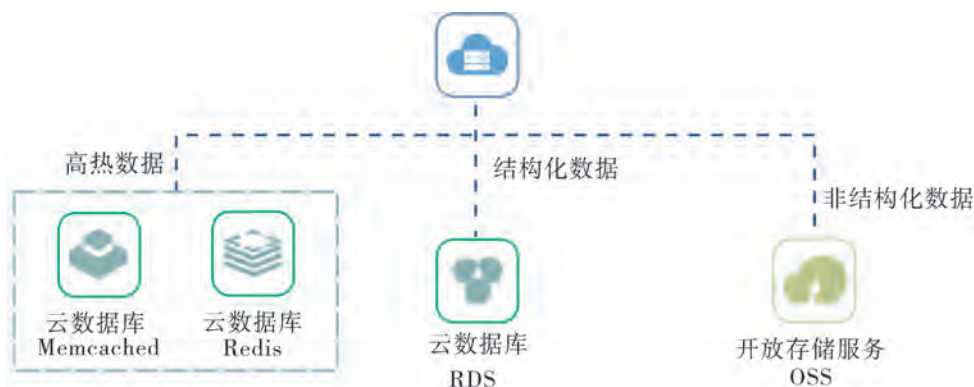 高热数据
结构化数据
非结构化数据
云数据库
Memcached
云数据库
Redis
云数据库
RDS
开放存储服务
OSS